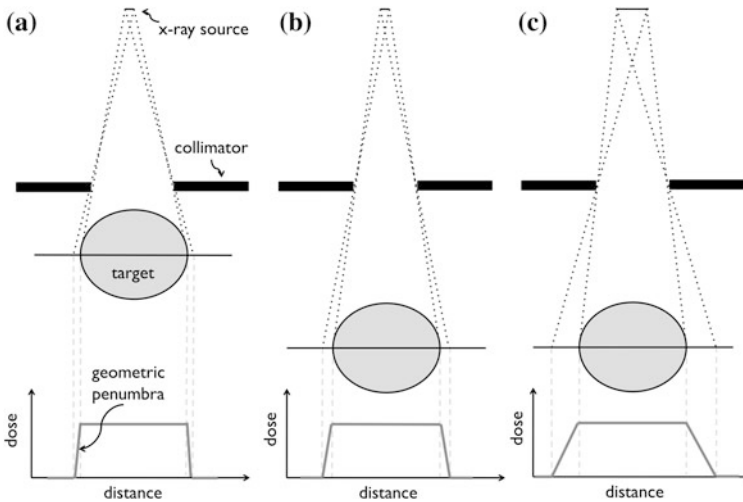 (a)
x-ray source
collimator
target
geometric
penumbra
dose
distance
(b)
dose
distance
(c)
dose
distance